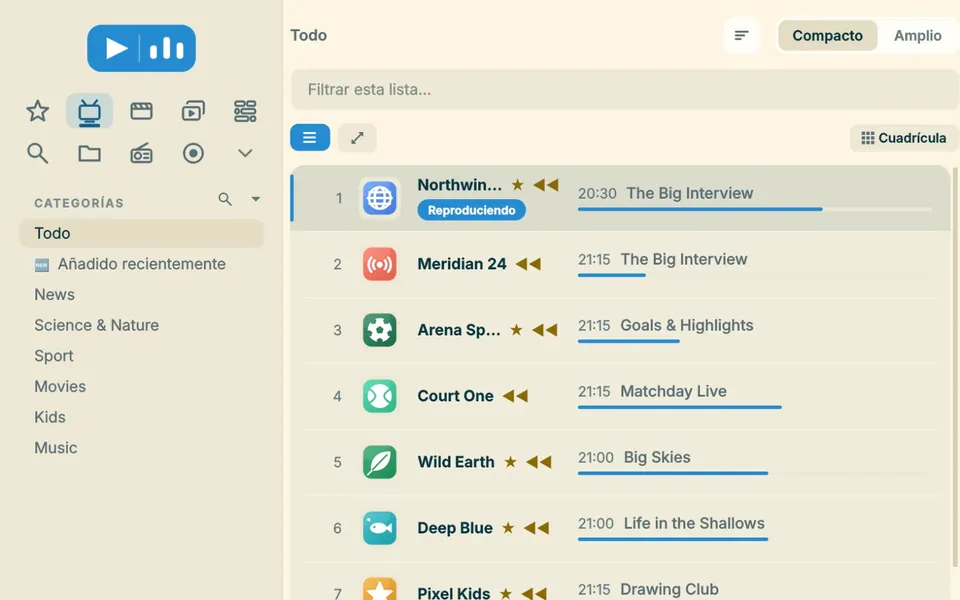 Todo
Compacto
Amplio
Filtrar esta lista...
Cuadrícula
CATEGORÍAS
Todo
Añadido recientemente
News
Science & Nature
Sport
Movies
Kids
Music
1 Northwin... 20:30 The Big Interview
Reproduciendo
2 Meridian 24 21:15 The Big Interview
3 Arena Sp... 21:15 Goals & Highlights
4 Court One 21:15 Matchday Live
5 Wild Earth 21:00 Big Skies
6 Deep Blue 21:00 Life in the Shallows
7 Pixel Kids 21:15 Drawing Club